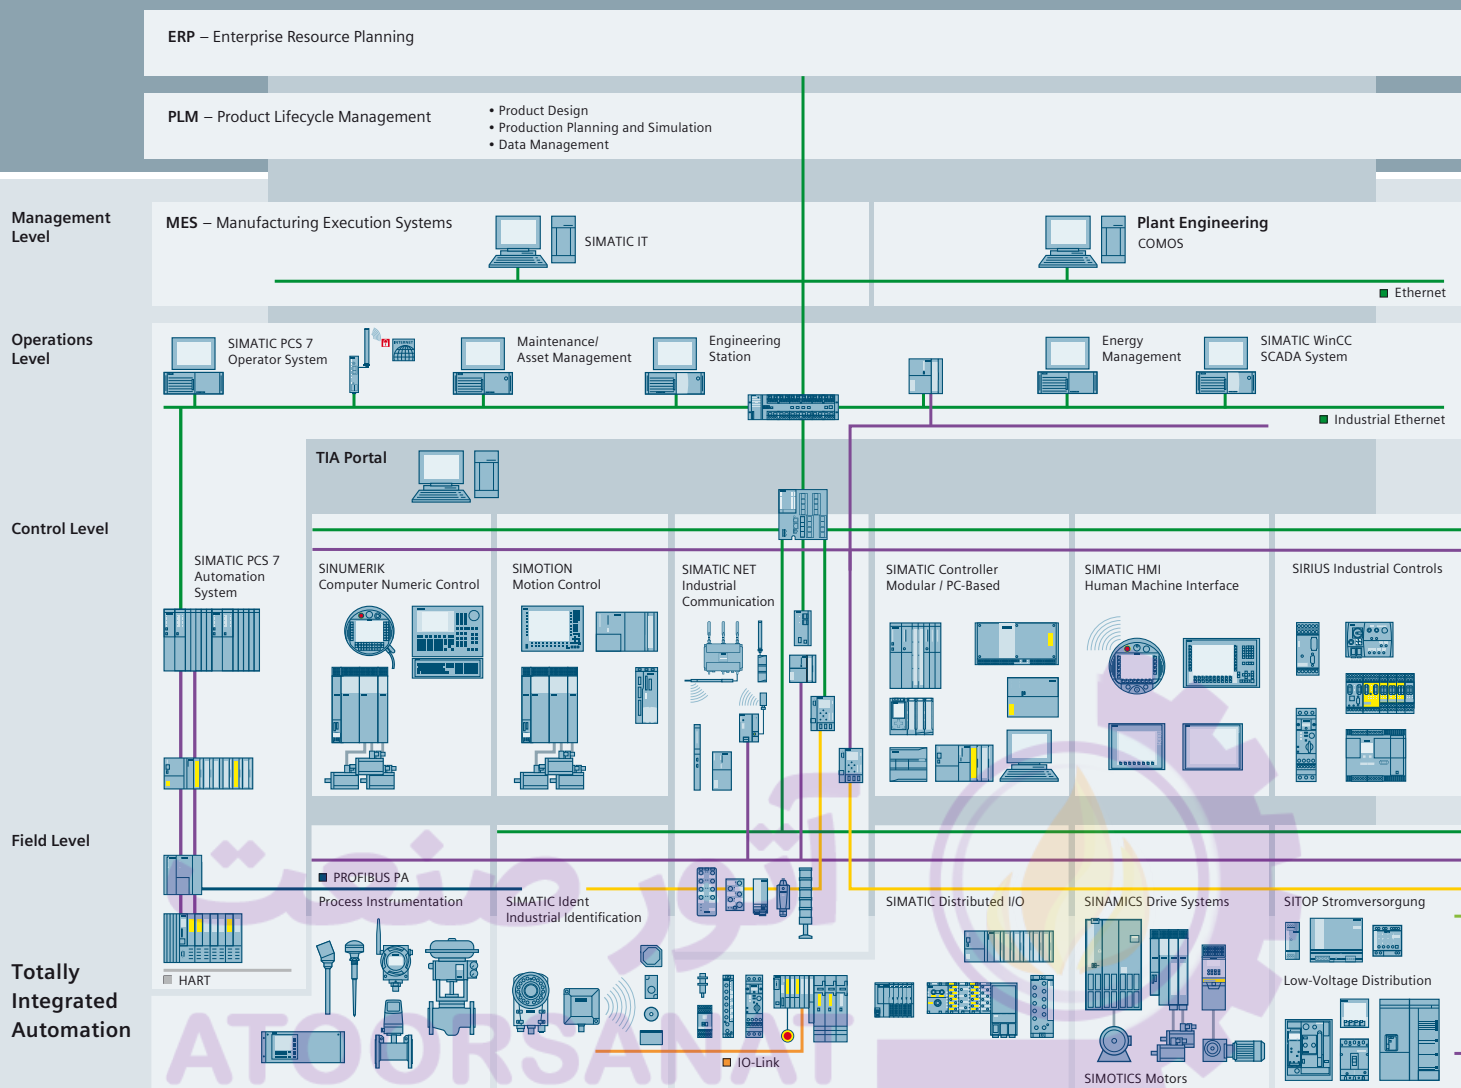 ERP – Enterprise Resource Planning
PLM – Product Lifecycle Management
• Product Design
• Production Planning and Simulation
• Data Management
Management
Level
MES – Manufacturing Execution Systems
SIMATIC IT
Plant Engineering
COMOS
Ethernet
Operations
Level
SIMATIC PCS 7
Operator System
INTERNET
Maintenance/
Asset Management
Engineering
Station
Energy
Management
SIMATIC WinCC
SCADA System
Industrial Ethernet
TIA Portal
Control Level
SIMATIC PCS 7
Automation
System
SINUMERIK
Computer Numeric Control
SIMOTION
Motion Control
SIMATIC NET
Industrial
Communication
SIMATIC Controller
Modular / PC-Based
SIMATIC HMI
Human Machine Interface
SIRIUS Industrial Controls
Field Level
PROFIBUS PA
Process Instrumentation
SIMATIC Ident
Industrial Identification
SIMATIC Distributed I/O
SINAMICS Drive Systems
SITOP Stromversorgung
Low-Voltage Distribution
HART
IO-Link
SIMOTICS Motors
Totally
Integrated
Automation
آتور صنعت
ATOORSANAT